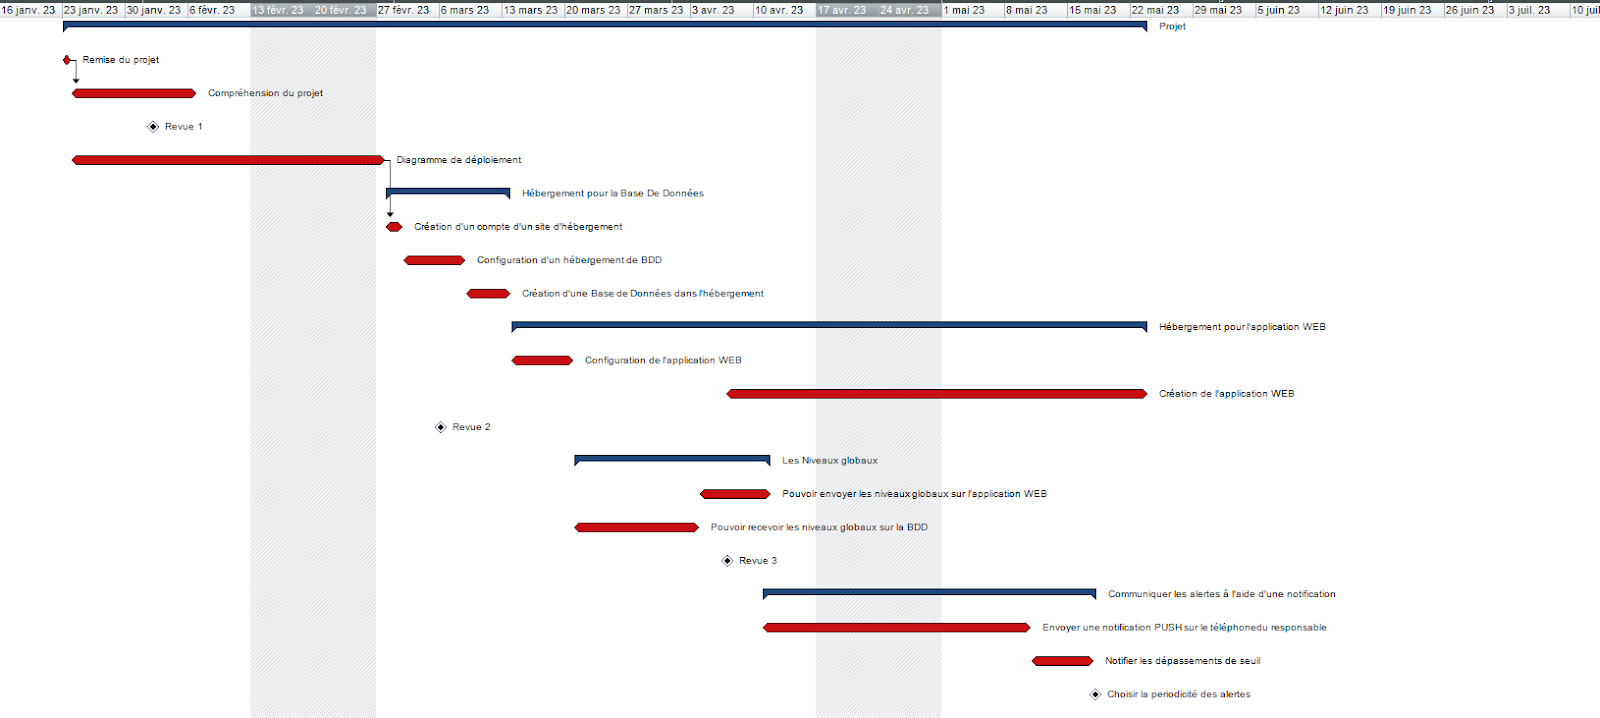 16 janv. 23 23 janv. 23 30 janv. 23 6 févr. 23 13 févr. 23 20 févr. 23 27 févr. 23 6 mars 23 13 mars 23 20 mars 23 27 mars 23 3 avr. 23 10 avr. 23 17 avr. 23 24 avr. 23 1 mai 23 8 mai 23 15 mai 23 22 mai 23 29 mai 23 5 juin 23 12 juin 23 19 juin 23 26 juin 23 3 juil. 23 10 juil
Projet
Remise du projet
Compréhension du projet
Revue 1
Diagramme de déploiement
Hébergement pour la Base De Données
Création d'un compte d'un site d'hébergement
Configuration d'un hébergement de BDD
Création d'une Base de Données dans l'hébergement
Hébergement pour l'application WEB
Configuration de l'application WEB
Création de l'application WEB
Revue 2
Les Niveaux globaux
Pouvoir envoyer les niveaux globaux sur l'application WEB
Pouvoir recevoir les niveaux globaux sur la BDD
Revue 3
Communiquer les alertes à l'aide d'une notification
Envoyer une notification PUSH sur le téléphonedu responsable
Notifier les dépassements de seuil
Choisir la periodicité des alertes